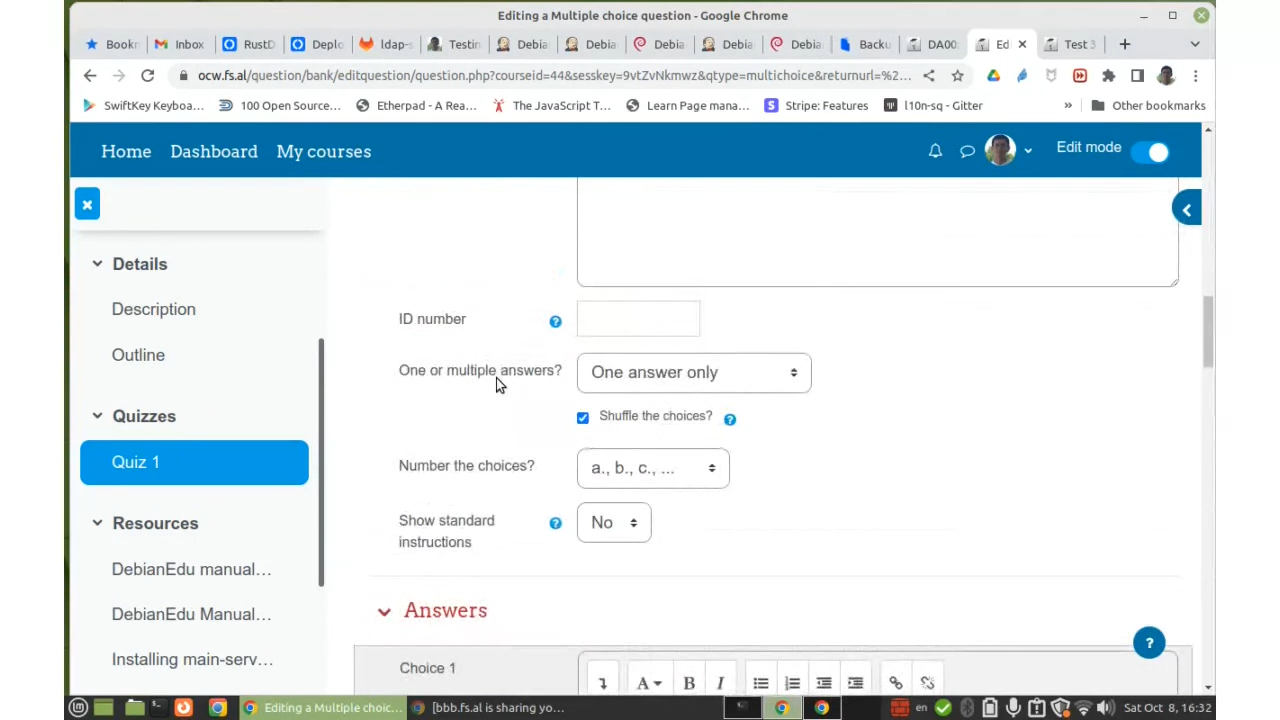 Editing a Multiple choice question - Google Chrome
Bookr
Inbox
RustD
Deplo
ldap-s
Testin
Debia
Debia
Debia
Debia
Debia
Backu
DA00
Ed
Test 3
ocw.fs.al/question/bank/editquestion/question.php?courseid=44&sesskey=9vtZvNkmwz&qtype=multichoice&returnurl=%2...
SwiftKey Keyboa...
100 Open Source...
Etherpad - A Rea...
The JavaScript T...
Learn Page mana...
Stripe: Features
l10n-sq - Gitter
»
Other bookmarks
Home
Dashboard
My courses
Edit mode
Details
Description
Outline
Quizzes
Quiz 1
Resources
DebianEdu manual...
DebianEdu Manual...
Installing main-serv...
ID number
One or multiple answers?
One answer only
Shuffle the choices?
Number the choices?
a., b., c., ...
Show standard
instructions
No
Answers
Choice 1
A
B
I
?
Editing a Multiple choic...
[bbb.fs.al is sharing yo...
en
Sat Oct 8, 16:32